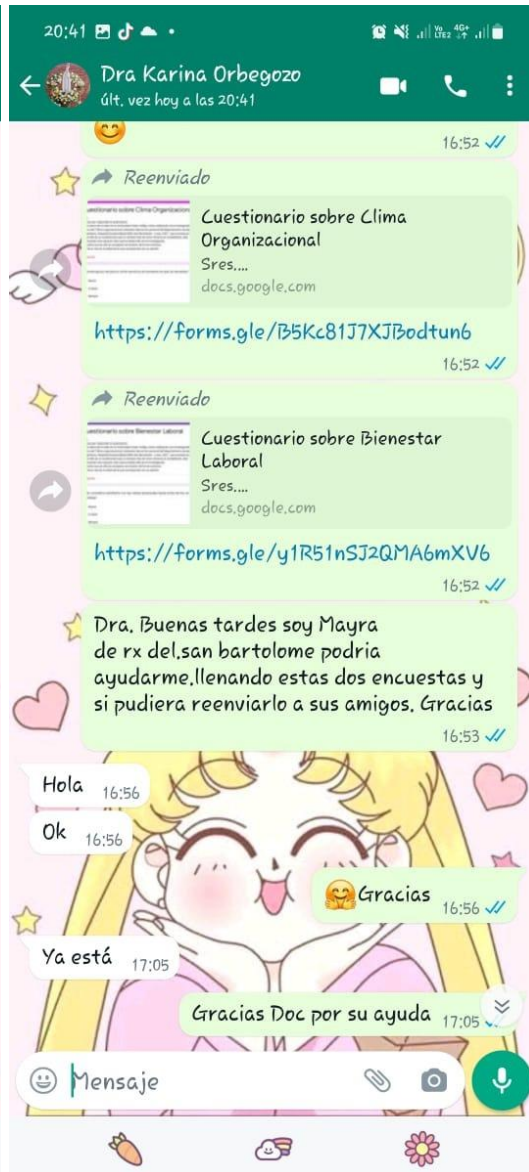 20:41
Dra Karina Orbegozo
últ. vez hoy a las 20:41
16:52
Reenviado
Cuestionario sobre Clima
Organizacional
Sres....
docs.google.com
https://forms.gle/B5Kc81J7XJBodtun6
16:52
Reenviado
Cuestionario sobre Bienestar
Laboral
Sres....
docs.google.com
https://forms.gle/y1R51nSJ2QMA6mXV6
16:52
Dra. Buenas tardes soy Mayra
de rx del.san bartolome podria
ayudarme.llenando estas dos encuestas y
si pudiera reenviarlo a sus amigos. Gracias
16:53
Hola 16:56
Ok 16:56
Gracias 16:56
Ya está 17:05
Gracias Doc por su ayuda 17:05
Mensaje